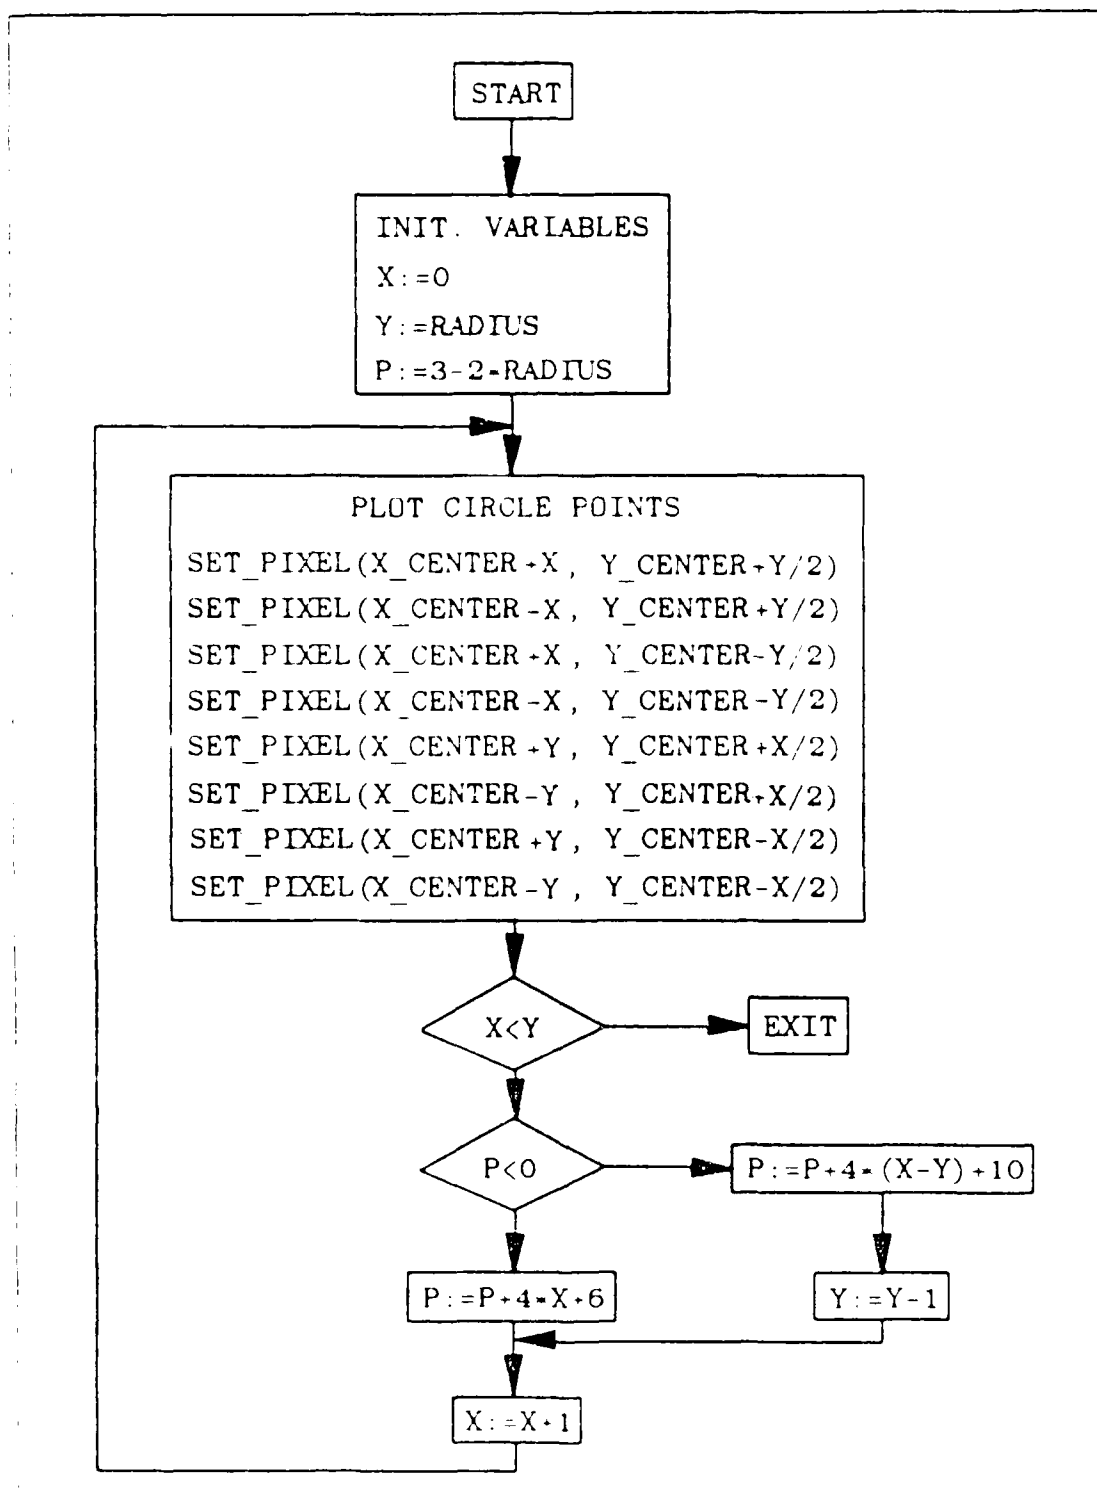 START
INIT. VARIABLES
X:=0
Y:=RADIUS
P:=3-2*RADIUS
PLOT CIRCLE POINTS
SET_PIXEL(X_CENTER+X, Y_CENTER+Y/2)
SET_PIXEL(X_CENTER-X, Y_CENTER+Y/2)
SET_PIXEL(X_CENTER+X, Y_CENTER-Y/2)
SET_PIXEL(X_CENTER-X, Y_CENTER-Y/2)
SET_PIXEL(X_CENTER+Y, Y_CENTER+X/2)
SET_PIXEL(X_CENTER-Y, Y_CENTER+X/2)
SET_PIXEL(X_CENTER+Y, Y_CENTER-X/2)
SET_PIXEL(X_CENTER-Y, Y_CENTER-X/2)
X<Y
EXIT
P<0
P:=P+4*(X-Y)+10
P:=P+4*X+6
Y:=Y-1
X:=X+1